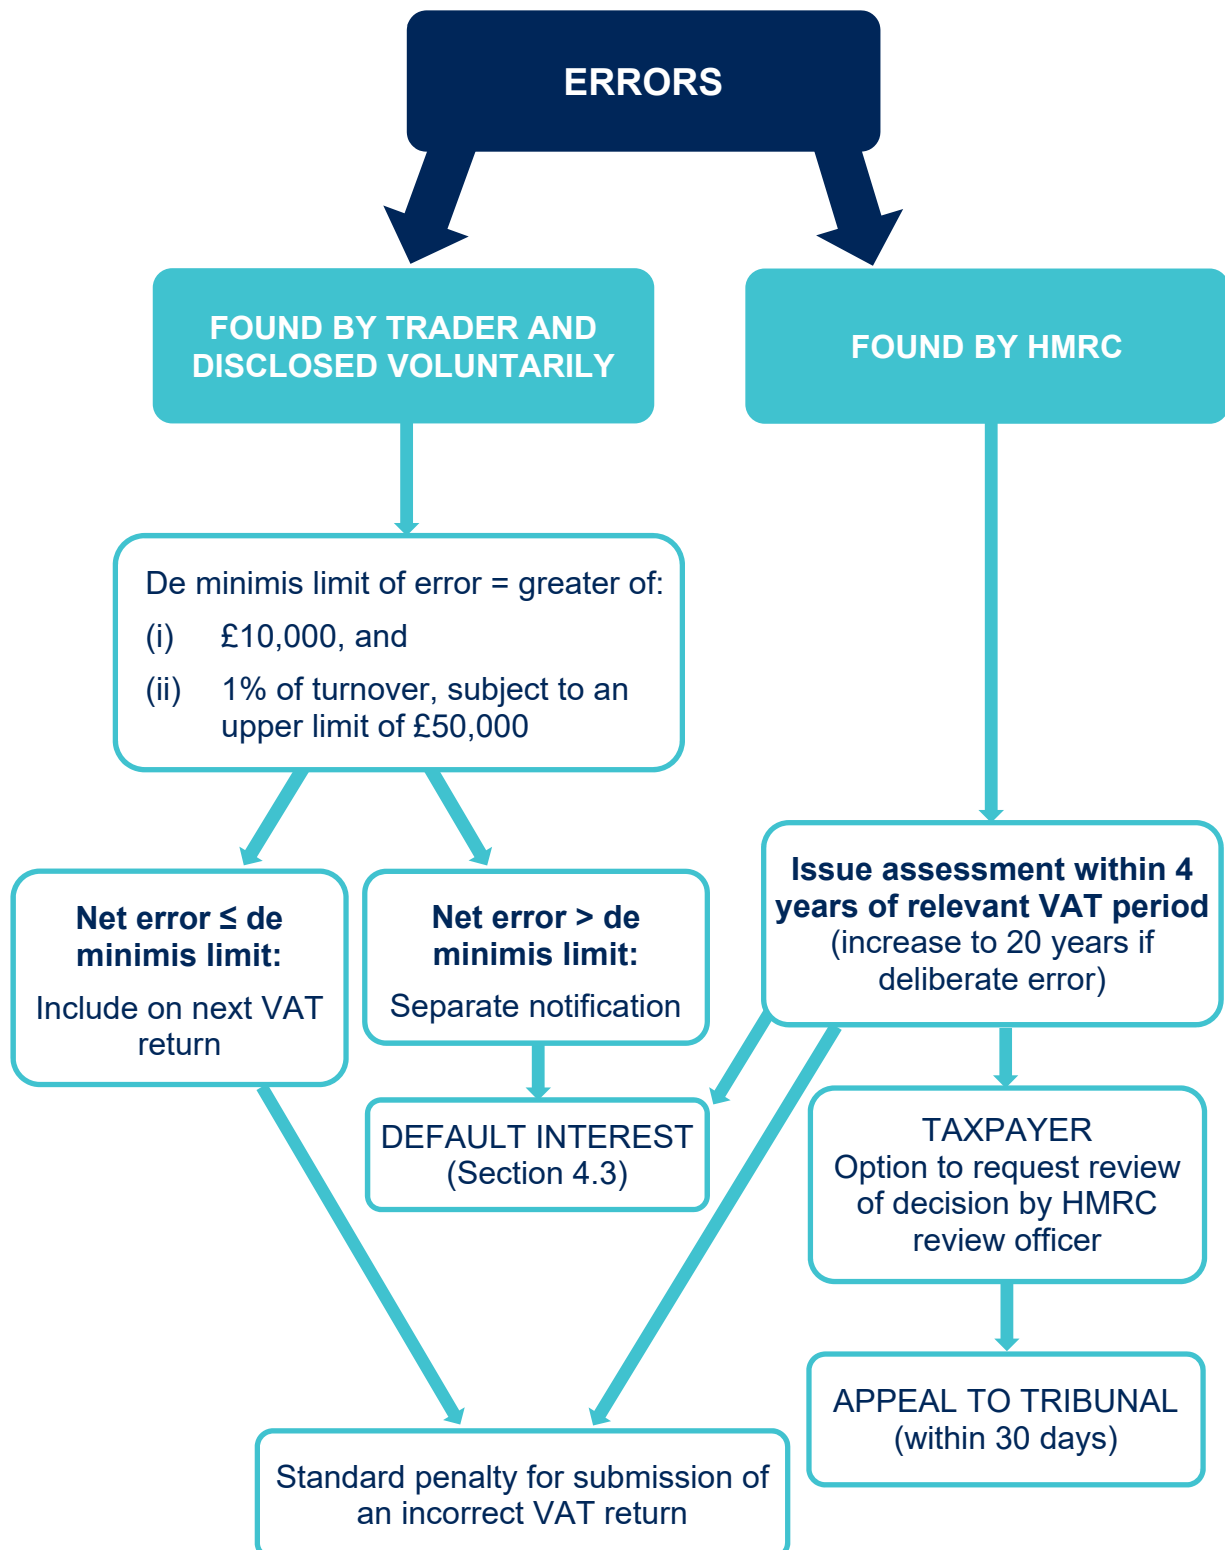 ERRORS
FOUND BY TRADER AND
DISCLOSED VOLUNTARILY
FOUND BY HMRC
De minimis limit of error = greater of:
(i) £10,000, and
(ii) 1% of turnover, subject to an
upper limit of £50,000
Net error ≤ de
minimis limit:
Include on next VAT
return
Net error > de
minimis limit:
Separate notification
Issue assessment within 4
years of relevant VAT period
(increase to 20 years if
deliberate error)
DEFAULT INTEREST
(Section 4.3)
TAXPAYER
Option to request review
of decision by HMRC
review officer
APPEAL TO TRIBUNAL
(within 30 days)
Standard penalty for submission of
an incorrect VAT return